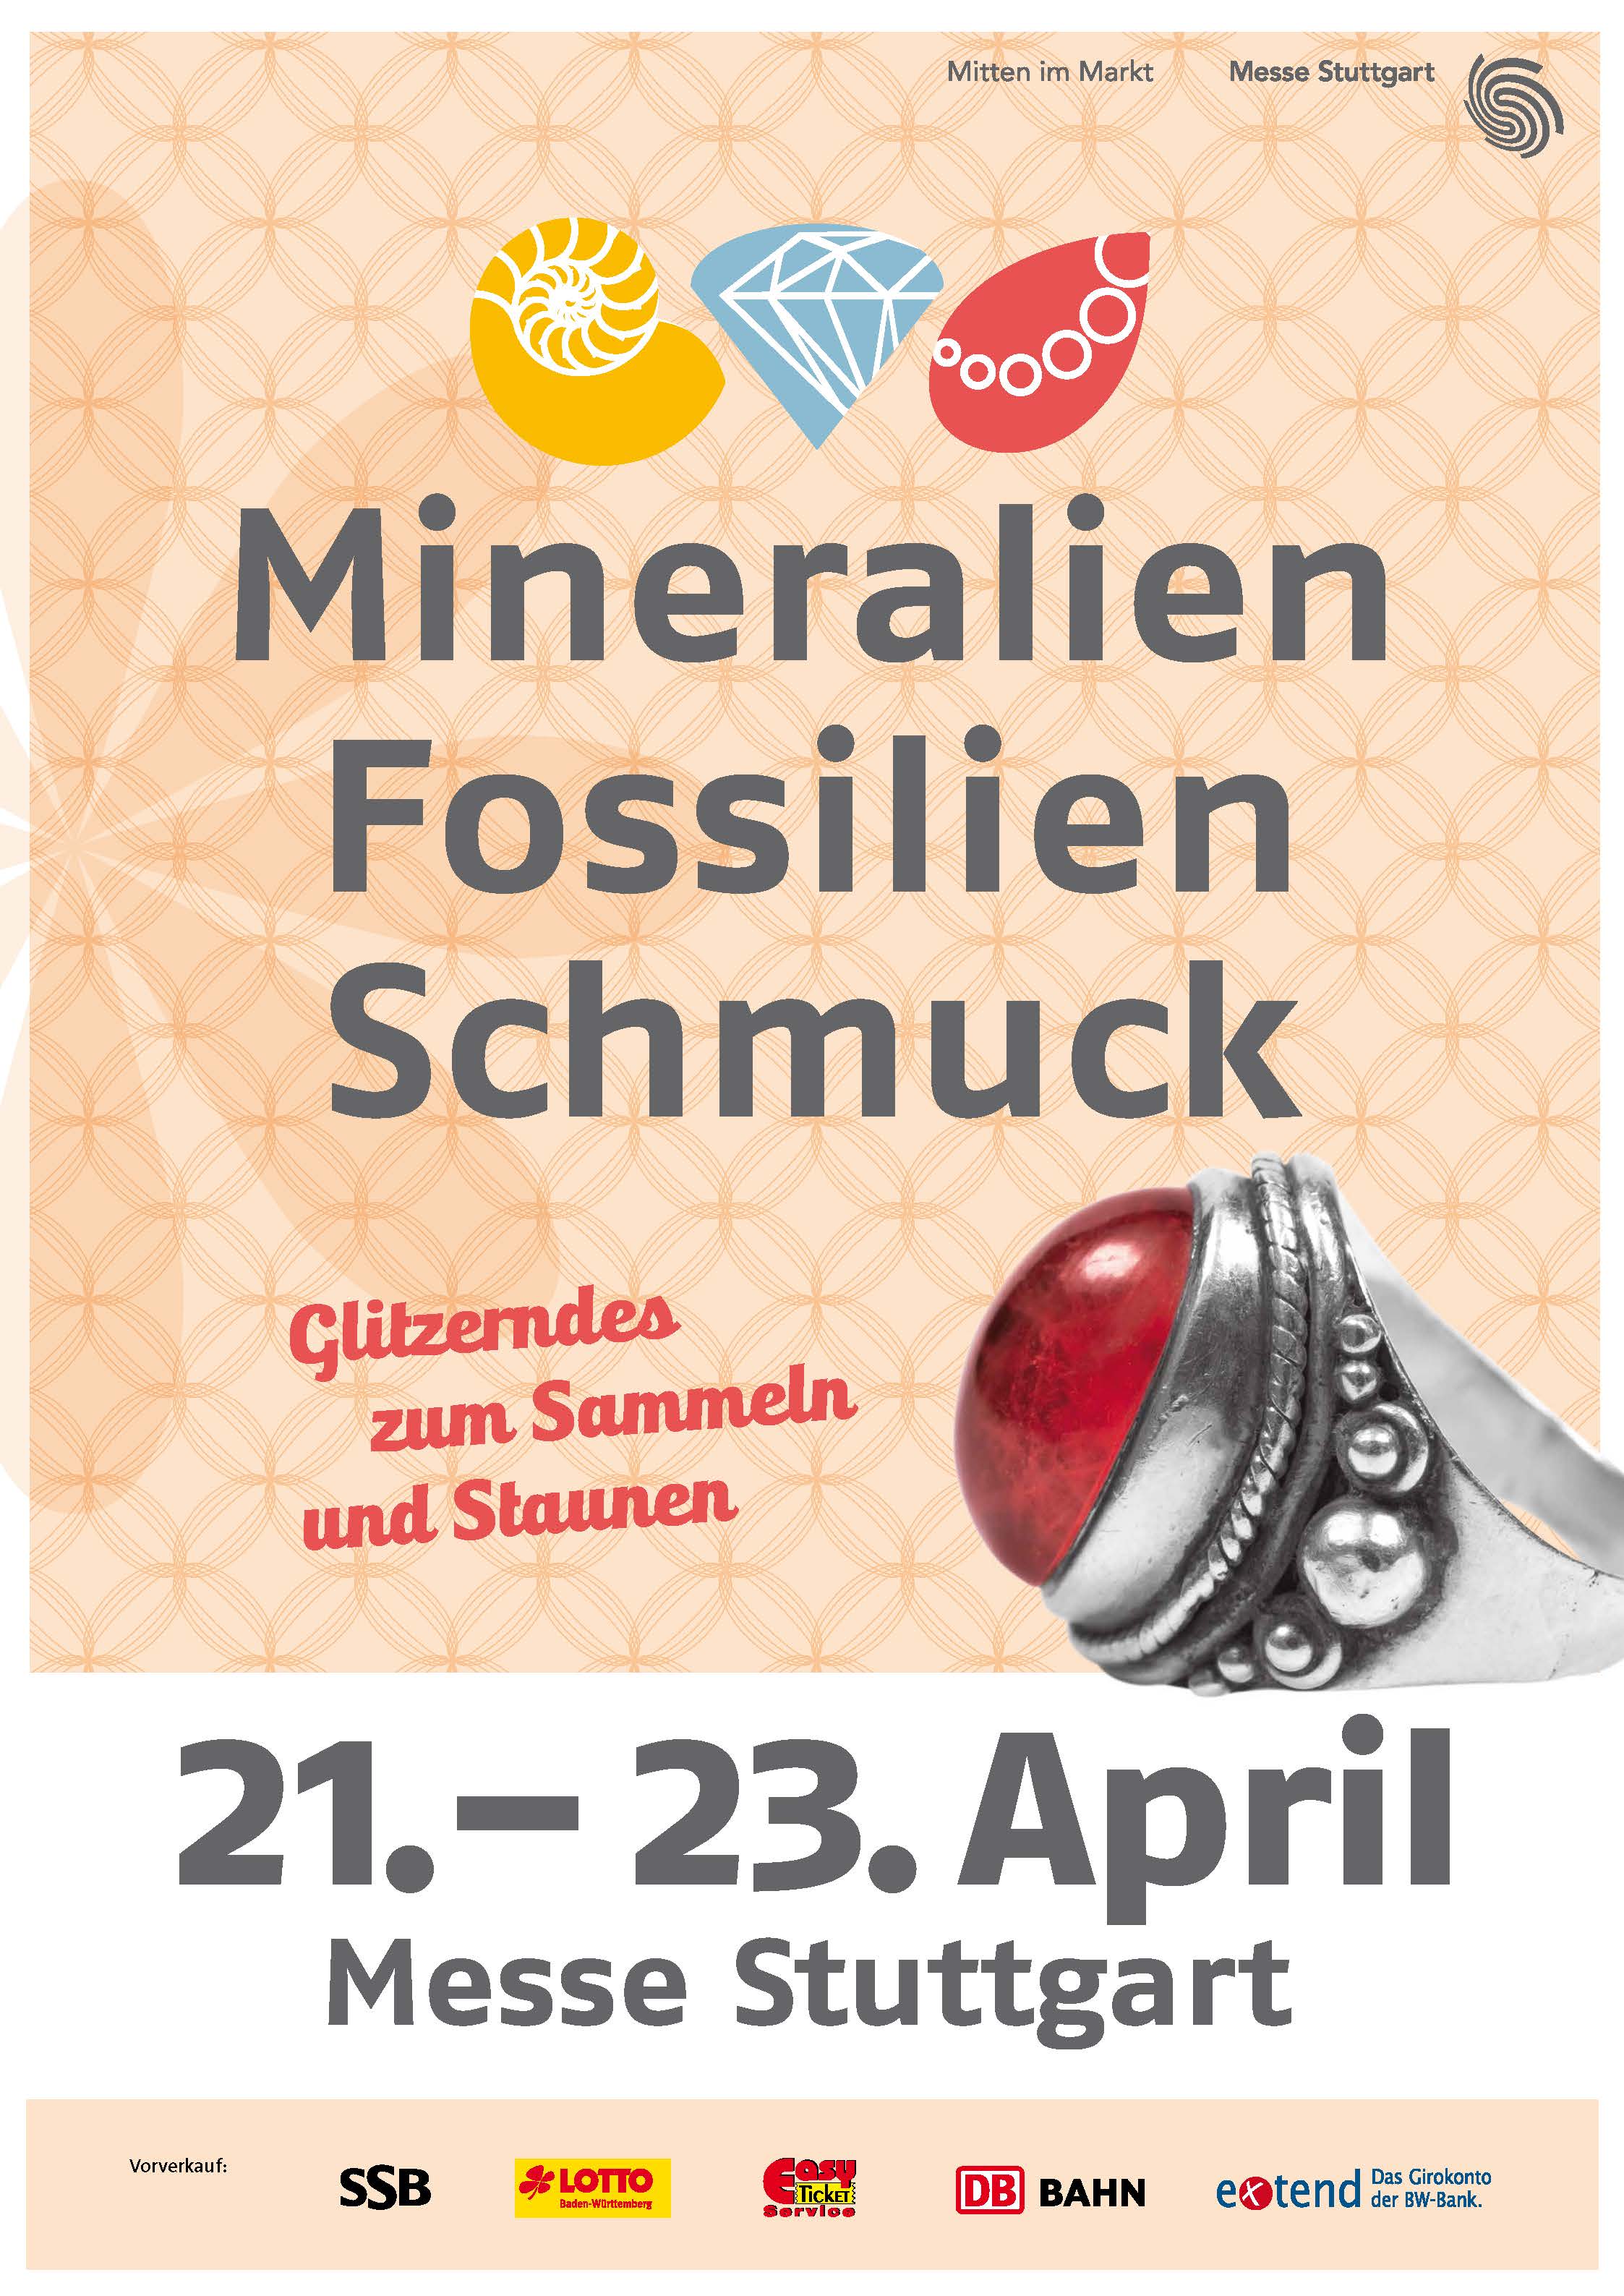 Mitten im Markt Messe Stuttgart
Mineralien
Fossilien
Schmuck
Glitzerndes
zum Sammeln
und Staunen
21. – 23. April
Messe Stuttgart
Vorverkauf:
SSB
LOTTO
Baden-Württemberg
Easy
Ticket
Service
DB BAHN
extend Das Girokonto
der BW-Bank.